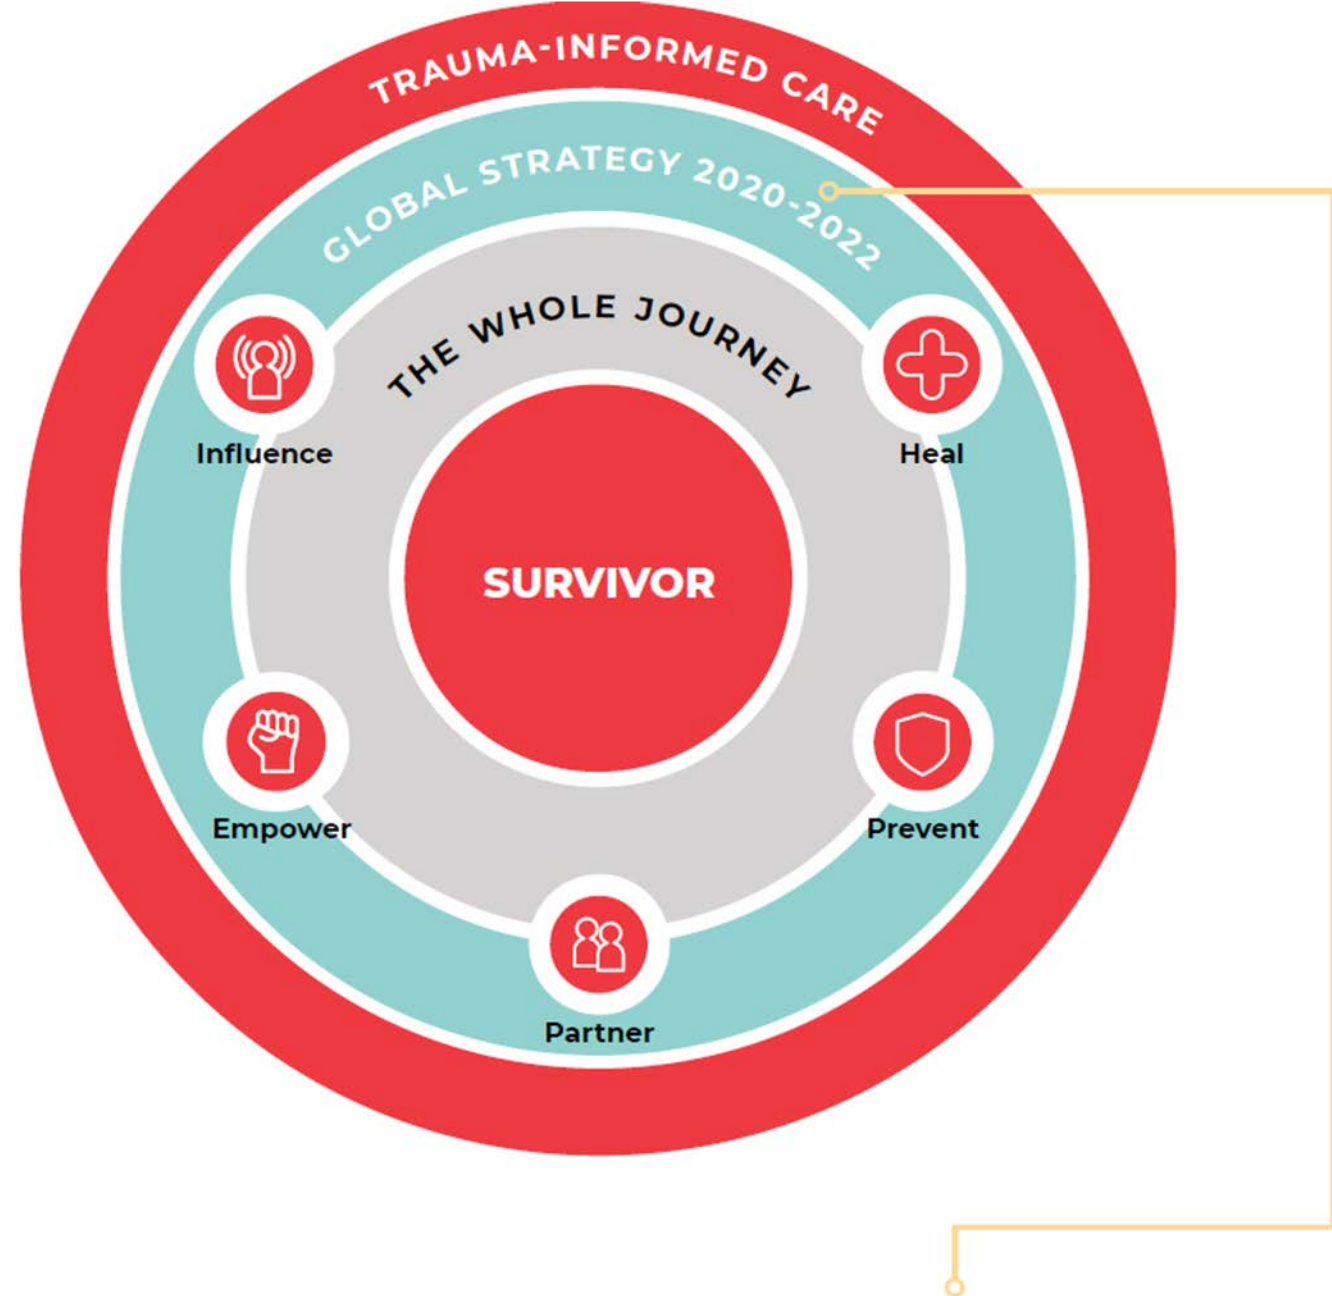 TRAUMA-INFORMED CARE
GLOBAL STRATEGY 2020-2022
THE WHOLE JOURNEY
Influence
Heal
SURVIVOR
Empower
Prevent
Partner